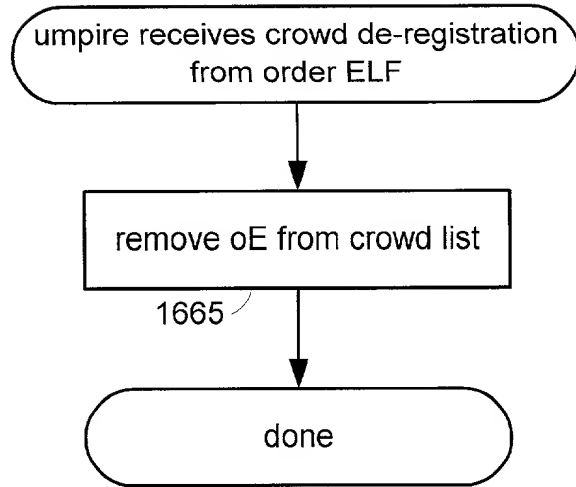 umpire receives crowd de-registration
from order ELF
remove oE from crowd list
1665
done